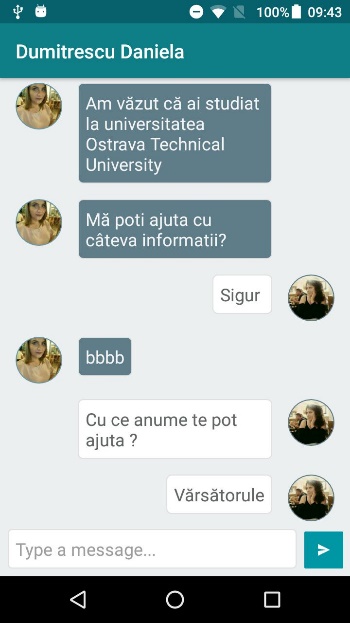 100% 09:43
Dumitrescu Daniela
Am văzut că ai studiat
la universitatea
Ostrava Technical
University
Mă poti ajuta cu
câteva informatii?
Sigur
bbbb
Cu ce anume te pot
ajuta ?
Vărsătorule
Type a message...